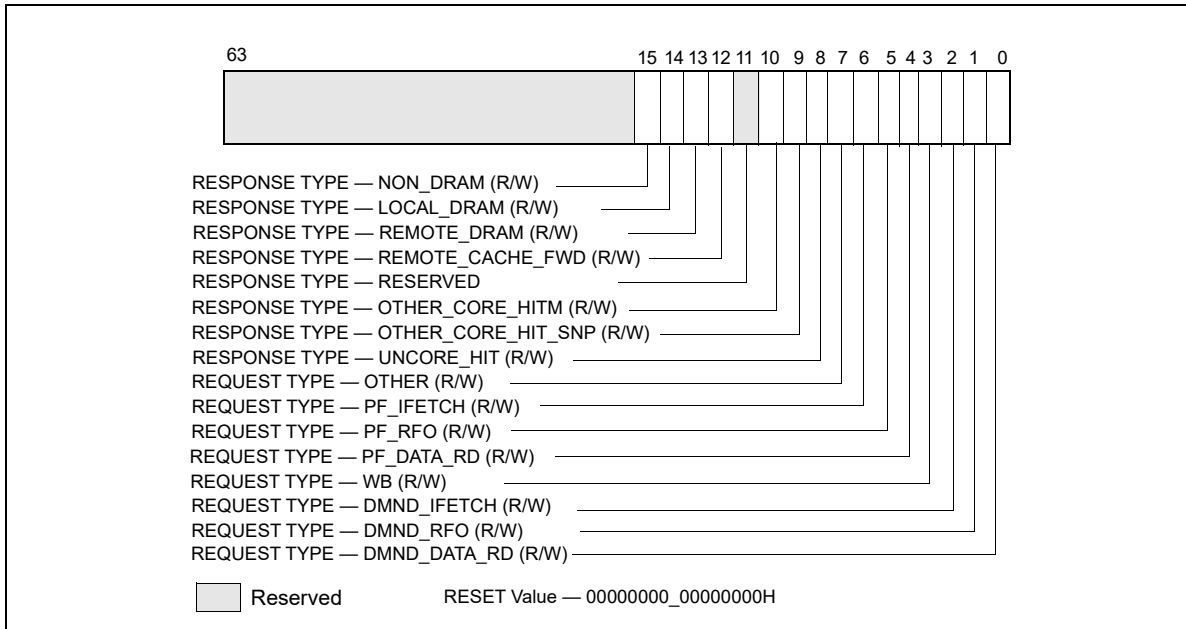 63 15 14 13 12 11 10 9 8 7 6 5 4 3 2 1 0
RESPONSE TYPE — NON_DRAM (R/W)
RESPONSE TYPE — LOCAL_DRAM (R/W)
RESPONSE TYPE — REMOTE_DRAM (R/W)
RESPONSE TYPE — REMOTE_CACHE_FWD (R/W)
RESPONSE TYPE — RESERVED
RESPONSE TYPE — OTHER_CORE_HITM (R/W)
RESPONSE TYPE — OTHER_CORE_HIT_SNP (R/W)
RESPONSE TYPE — UNCORE_HIT (R/W)
REQUEST TYPE — OTHER (R/W)
REQUEST TYPE — PF_IFETCH (R/W)
REQUEST TYPE — PF_RFO (R/W)
REQUEST TYPE — PF_DATA_RD (R/W)
REQUEST TYPE — WB (R/W)
REQUEST TYPE — DMND_IFETCH (R/W)
REQUEST TYPE — DMND_RFO (R/W)
REQUEST TYPE — DMND_DATA_RD (R/W)
Reserved RESET Value — 00000000_00000000H